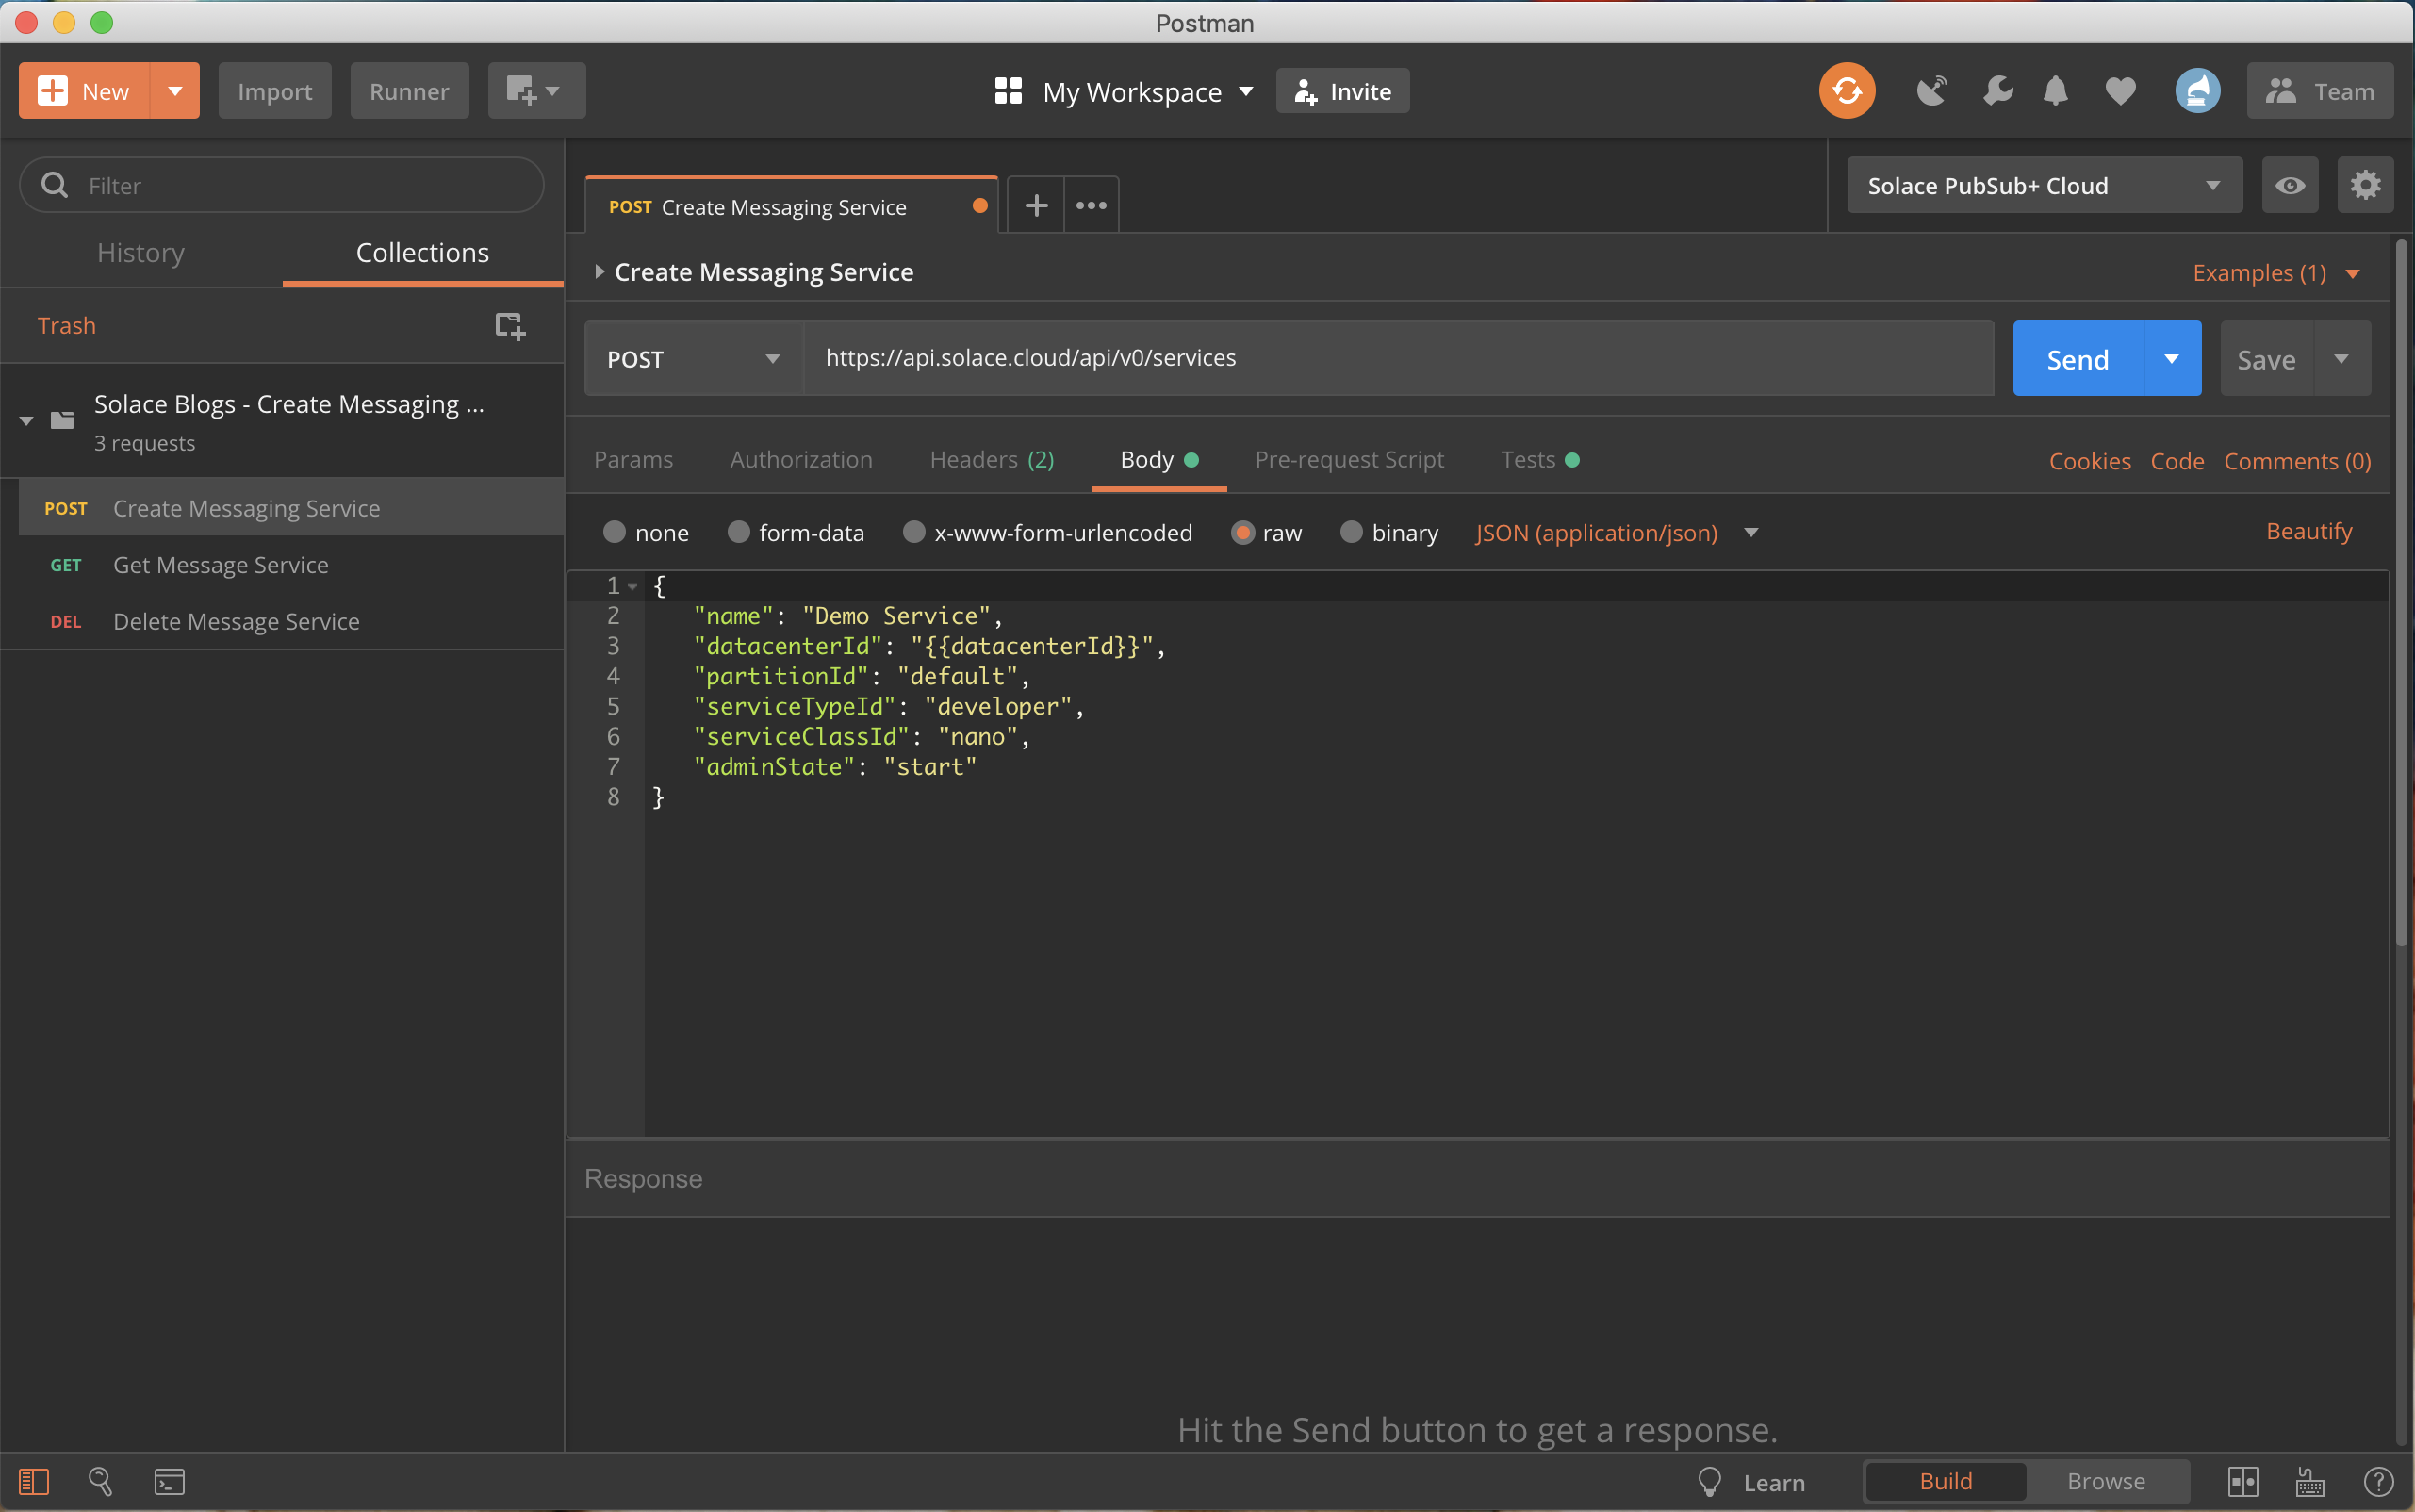 Postman
New
Import
Runner
My Workspace
Invite
Team
Filter
History
Collections
Trash
Solace Blogs - Create Messaging ...
3 requests
POST Create Messaging Service
GET Get Message Service
DEL Delete Message Service
POST Create Messaging Service
Solace PubSub+ Cloud
Create Messaging Service
Examples (1)
POST
https://api.solace.cloud/api/v0/services
Send
Save
Params
Authorization
Headers (2)
Body
Pre-request Script
Tests
Cookies
Code
Comments (0)
none
form-data
x-www-form-urlencoded
raw
binary
JSON (application/json)
Beautify
1 {
2 "name": "Demo Service",
3 "datacenterId": "{{datacenterId}}",
4 "partitionId": "default",
5 "serviceTypeId": "developer",
6 "serviceClassId": "nano",
7 "adminState": "start"
8 }
Response
Hit the Send button to get a response.
Learn
Build
Browse